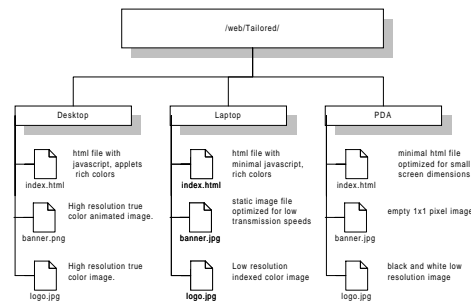 /web/Tailored/
Desktop
html file with
javascript, applets
rich colors
index.html
High resolution true
color animated image.
banner.png
High resolution true
color image.
logo.jpg
Laptop
html file with
minimal javascript,
rich colors
index.html
static image file
optimized for low
transmission speeds
banner.jpg
Low resolution
indexed color image
logo.jpg
PDA
minimal html file
optimized for small
screen dimensions
index.html
empty 1x1 pixel image
banner.jpg
black and white low
resolution image
logo.jpg